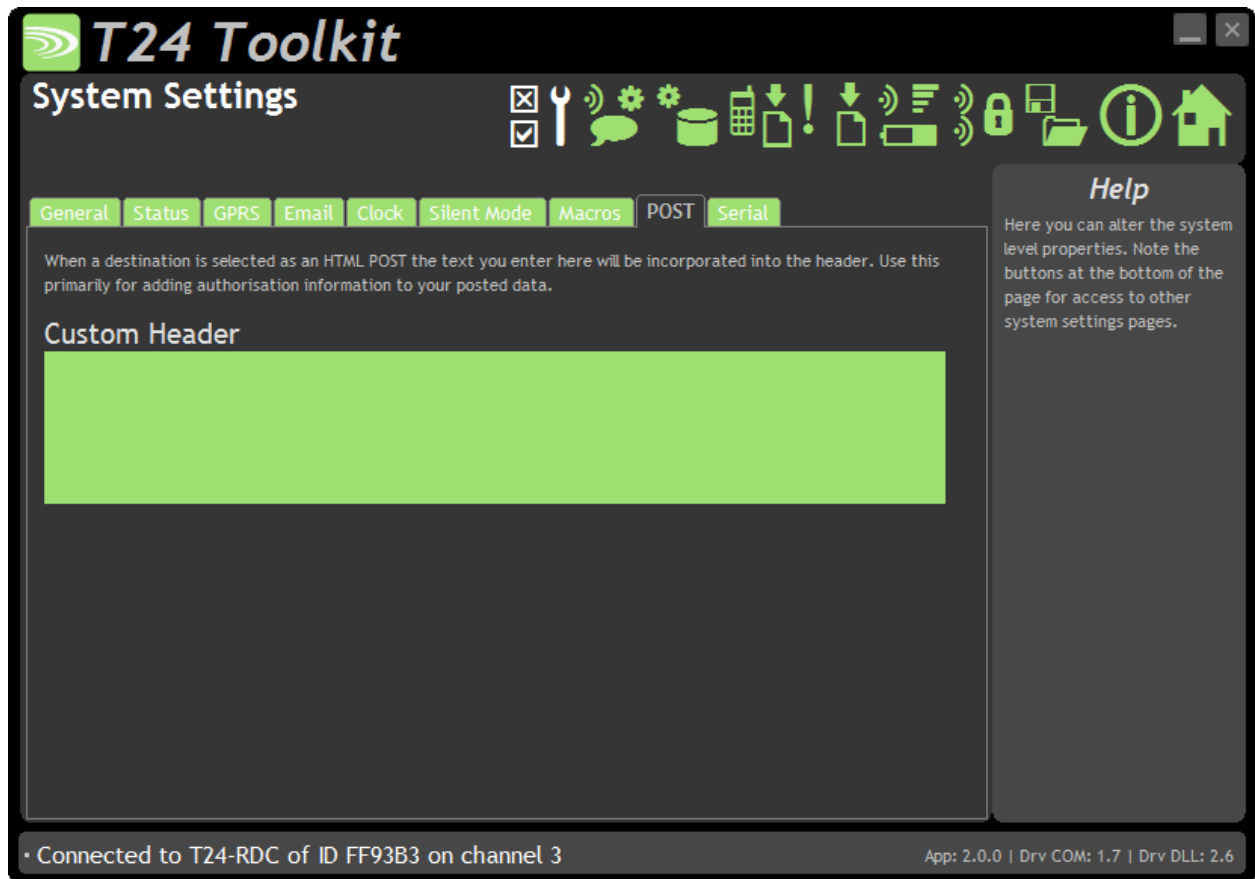 T24 Toolkit
System Settings
General Status GPRS Email Clock Silent Mode Macros POST Serial
When a destination is selected as an HTML POST the text you enter here will be incorporated into the header. Use this
primarily for adding authorisation information to your posted data.
Custom Header
Help
Here you can alter the system
level properties. Note the
buttons at the bottom of the
page for access to other
system settings pages.
Connected to T24-RDC of ID FF93B3 on channel 3
App: 2.0.0 | Drv COM: 1.7 | Drv DLL: 2.6